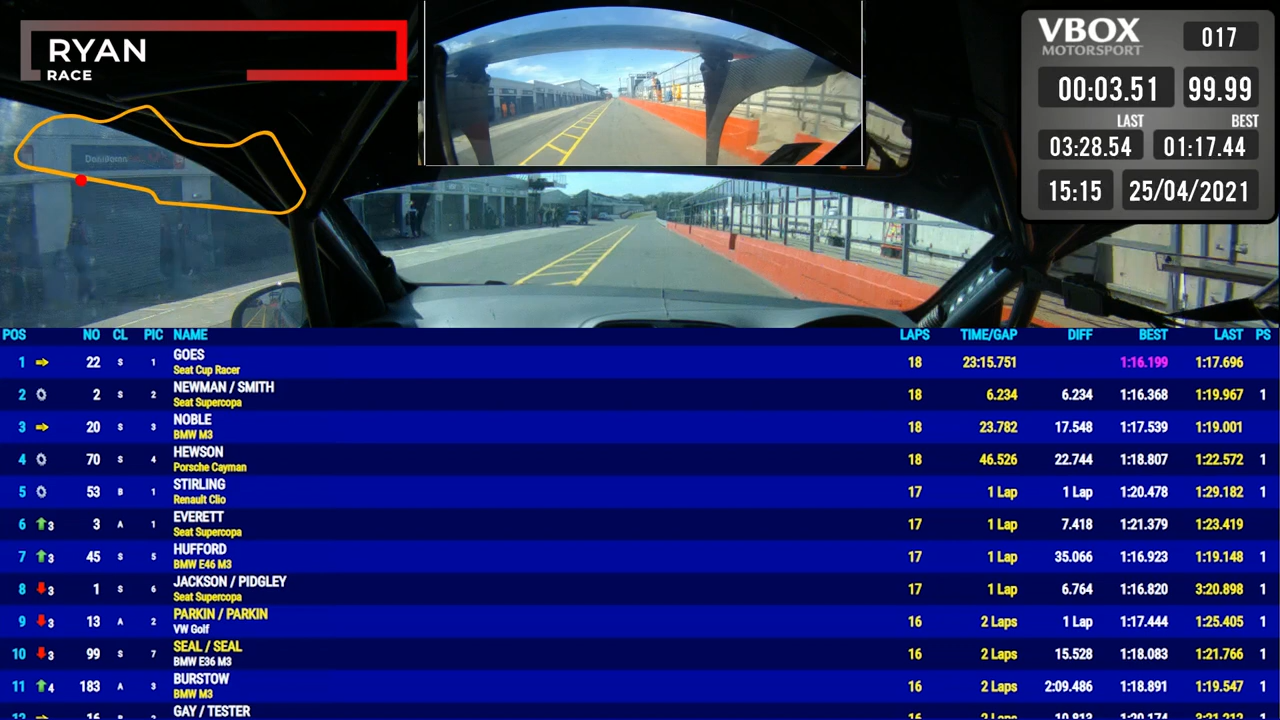 RYAN
RACE
VBOX
MOTORSPORT
017
00:03.51 99.99
LAST BEST
03:28.54 01:17.44
15:15 25/04/2021
POS NO CL PIC NAME LAPS TIME/GAP DIFF BEST LAST PS
1 22 S 1 GOES 18 23:15.751 1:16.199 1:17.696
Seat Cup Racer
2 2 S 2 NEWMAN / SMITH 18 6.234 6.234 1:16.368 1:19.967 1
Seat Supercopa
3 20 S 3 NOBLE 18 23.782 17.548 1:17.539 1:19.001
BMW M3
4 70 S 4 HEWSON 18 46.526 22.744 1:18.807 1:22.572 1
Porsche Cayman
5 53 B 1 STIRLING 17 1 Lap 1 Lap 1:20.478 1:29.182 1
Renault Clio
6 3 3 A 1 EVERETT 17 1 Lap 7.418 1:21.379 1:23.419
Seat Supercopa
7 3 45 S 5 HUFFORD 17 1 Lap 35.066 1:16.923 1:19.148 1
BMW E46 M3
8 3 1 S 6 JACKSON / PIDGLEY 17 1 Lap 6.764 1:16.820 3:20.898 1
Seat Supercopa
9 3 13 A 2 PARKIN / PARKIN 16 2 Laps 1 Lap 1:17.444 1:25.405 1
VW Golf
10 3 99 S 7 SEAL / SEAL 16 2 Laps 15.528 1:18.083 1:21.766 1
BMW E36 M3
11 4 183 A 3 BURSTOW 16 2 Laps 2:09.486 1:18.891 1:19.547 1
BMW M3
GAY / TESTER